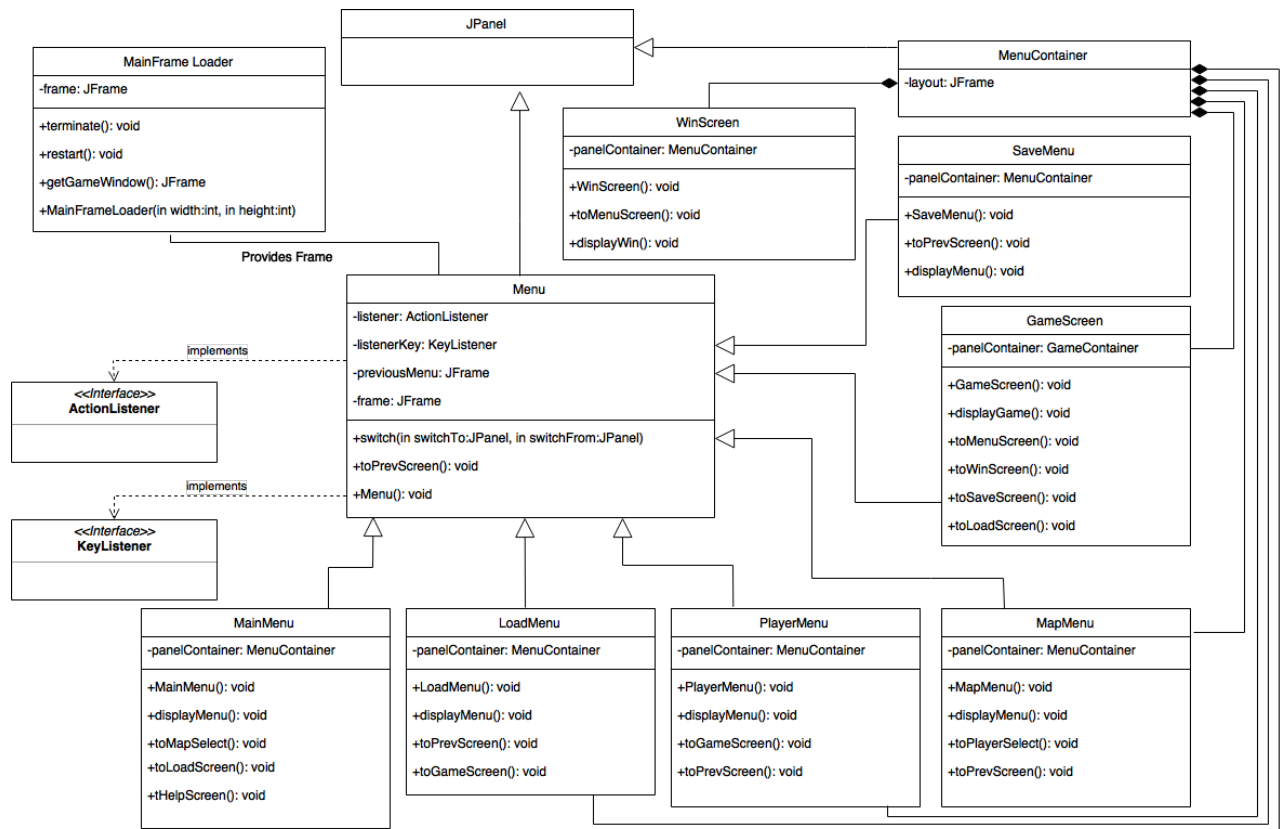 JPanel
MainFrame Loader
-frame: JFrame
+terminate(): void
+restart(): void
+getGameWindow(): JFrame
+MainFrameLoader(in width:int, in height:int)
MenuContainer
-layout: JFrame
WinScreen
-panelContainer: MenuContainer
+WinScreen(): void
+toMenuScreen(): void
+displayWin(): void
SaveMenu
-panelContainer: MenuContainer
+SaveMenu(): void
+toPrevScreen(): void
+displayMenu(): void
Provides Frame
Menu
-listener: ActionListener
-listenerKey: KeyListener
-previousMenu: JFrame
-frame: JFrame
+switch(in switchTo:JPanel, in switchFrom:JPanel)
+toPrevScreen(): void
+Menu(): void
GameScreen
-panelContainer: GameContainer
+GameScreen(): void
+displayGame(): void
+toMenuScreen(): void
+toWinScreen(): void
+toSaveScreen(): void
+toLoadScreen(): void
implements
<<Interface>>
ActionListener
implements
<<Interface>>
KeyListener
MainMenu
-panelContainer: MenuContainer
+MainMenu(): void
+displayMenu(): void
+toMapSelect(): void
+toLoadScreen(): void
+tHelpScreen(): void
LoadMenu
-panelContainer: MenuContainer
+LoadMenu(): void
+displayMenu(): void
+toPrevScreen(): void
+toGameScreen(): void
PlayerMenu
-panelContainer: MenuContainer
+PlayerMenu(): void
+displayMenu(): void
+toGameScreen(): void
+toPrevScreen(): void
MapMenu
-panelContainer: MenuContainer
+MapMenu(): void
+displayMenu(): void
+toPlayerSelect(): void
+toPrevScreen(): void